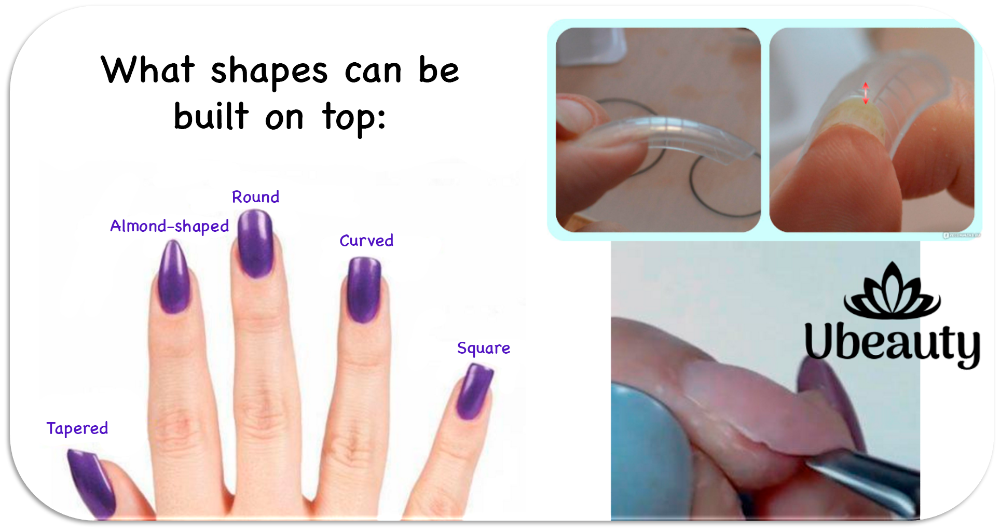 What shapes can be
built on top:
Round
Almond-shaped
Curved
Square
Tapered
Ubeauty